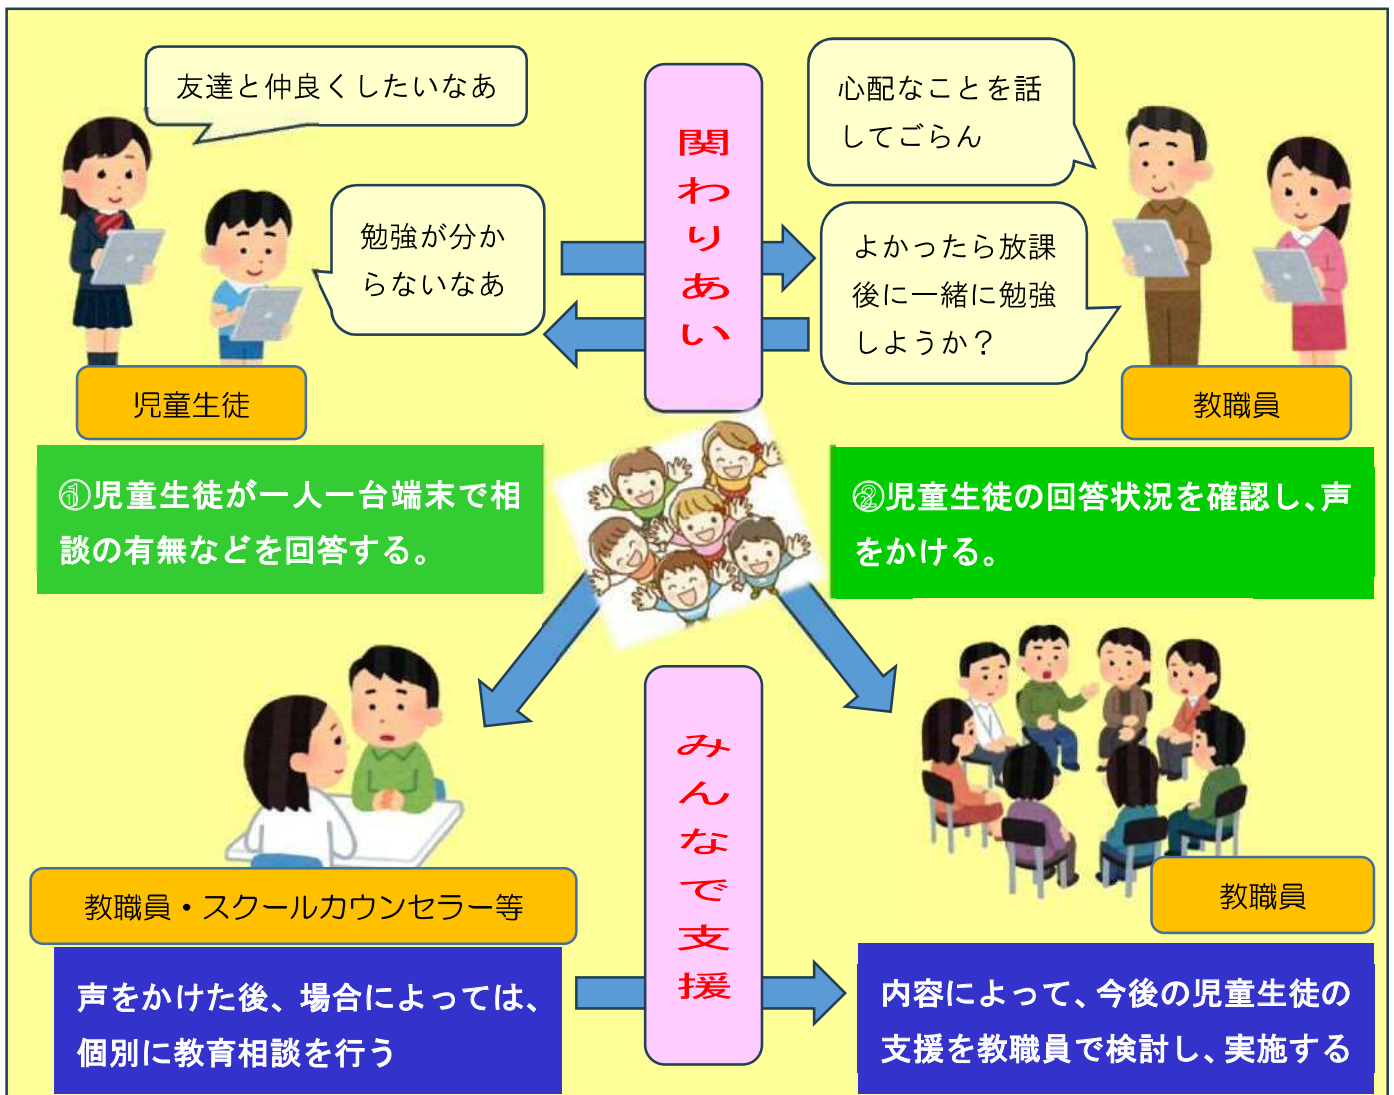 友達と仲良くしたいなあ
勉強が分か
らないなあ
関わりあい
心配なことを話
してごらん
よかったら放課
後に一緒に勉強
しようか?
児童生徒
教職員
①児童生徒が一人一台端末で相
談の有無などを回答する。
②児童生徒の回答状況を確認し、声
をかける。
みんなで支援
教職員・スクールカウンセラー等
教職員
声をかけた後、場合によっては、
個別に教育相談を行う
内容によって、今後の児童生徒の
支援を教職員で検討し、実施する